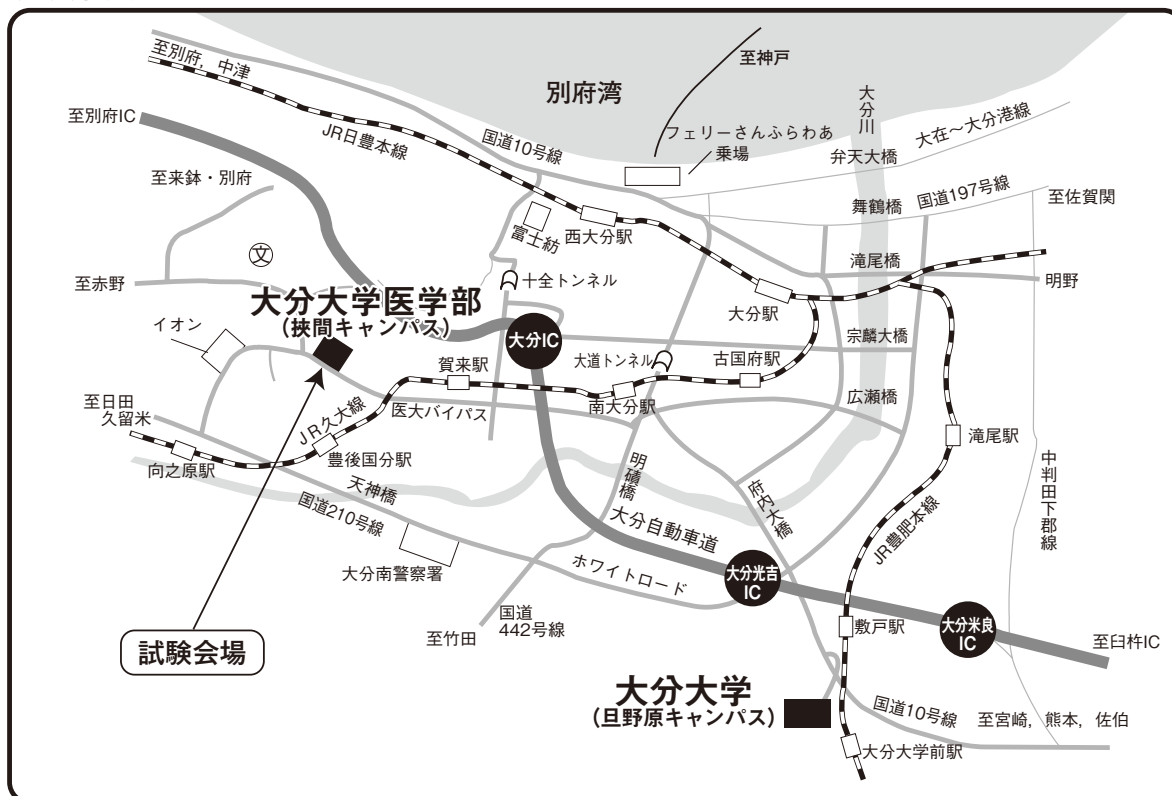 至別府，中津
至神戸
別府湾
大分川
至別府IC
JR日豊本線
国道10号線
フェリーさんふらわあ
乗場
大在〜大分港線
弁天大橋
至来鉢・別府
舞鶴橋
国道197号線
至佐賀関
富士紡
西大分駅
文
滝尾橋
至赤野
十全トンネル
明野
大分大学医学部
（挾間キャンパス）
大分駅
イオン
大分IC
宗麟大橋
賀来駅
大道トンネル
古国府駅
至日田
久留米
JR久大線
医大バイパス
南大分駅
広瀬橋
滝尾駅
向之原駅
豊後国分駅
天神橋
国道210号線
明磧橋
府内大橋
中判田下郡線
大分自動車道
JR豊肥本線
大分南警察署
ホワイトロード
大分光吉
IC
国道
442号線
至竹田
敷戸駅
大分米良
IC
至臼杵IC
試験会場
大分大学
（旦野原キャンパス）
国道10号線
至宮崎，熊本，佐伯
大分大学前駅